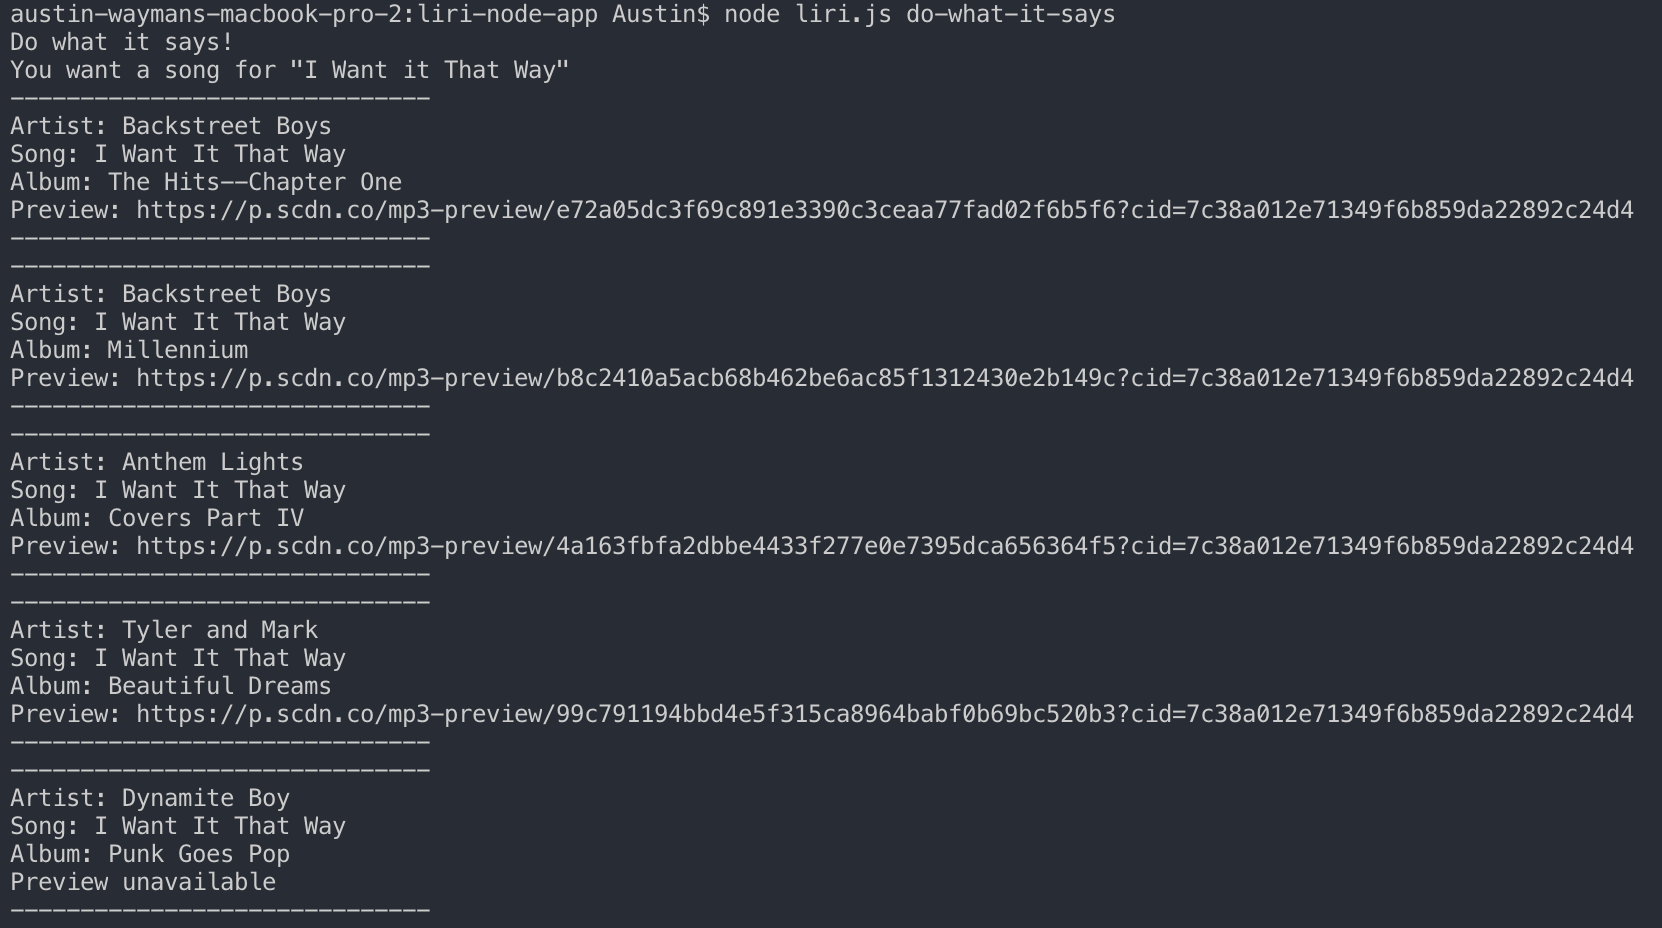 austin-waymans-macbook-pro-2:liri-node-app Austin$ node liri.js do-what-it-says
Do what it says!
You want a song for "I Want it That Way"
------------------------------
Artist: Backstreet Boys
Song: I Want It That Way
Album: The Hits--Chapter One
Preview: https://p.scdn.co/mp3-preview/e72a05dc3f69c891e3390c3ceaa77fad02f6b5f6?cid=7c38a012e71349f6b859da22892c24d4
------------------------------
------------------------------
Artist: Backstreet Boys
Song: I Want It That Way
Album: Millennium
Preview: https://p.scdn.co/mp3-preview/b8c2410a5acb68b462be6ac85f1312430e2b149c?cid=7c38a012e71349f6b859da22892c24d4
------------------------------
------------------------------
Artist: Anthem Lights
Song: I Want It That Way
Album: Covers Part IV
Preview: https://p.scdn.co/mp3-preview/4a163fbfa2dbbe4433f277e0e7395dca656364f5?cid=7c38a012e71349f6b859da22892c24d4
------------------------------
------------------------------
Artist: Tyler and Mark
Song: I Want It That Way
Album: Beautiful Dreams
Preview: https://p.scdn.co/mp3-preview/99c791194bbd4e5f315ca8964babf0b69bc520b3?cid=7c38a012e71349f6b859da22892c24d4
------------------------------
------------------------------
Artist: Dynamite Boy
Song: I Want It That Way
Album: Punk Goes Pop
Preview unavailable
------------------------------